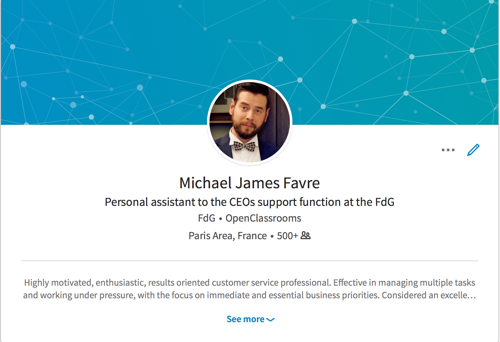 Michael James Favre
Personal assistant to the CEOs support function at the FdG
FdG • OpenClassrooms
Paris Area, France • 500+
Highly motivated, enthusiastic, results oriented customer service professional. Effective in managing multiple tasks
and working under pressure, with the focus on immediate and essential business priorities. Considered an excelle…
See more